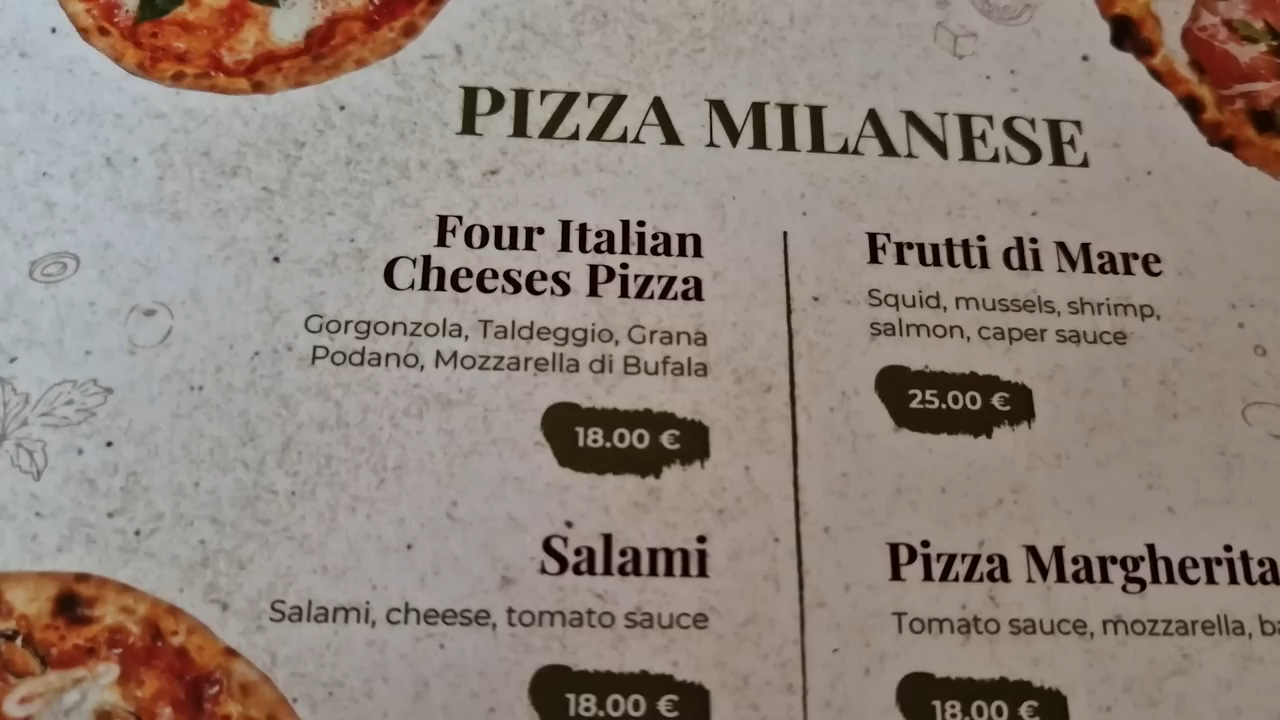 PIZZA MILANESE
Four Italian
Cheeses Pizza
Gorgonzola, Taldeggio, Grana
Podano, Mozzarella di Bufala
18.00 €
Salami
Salami, cheese, tomato sauce
18.00 €
Frutti di Mare
Squid, mussels, shrimp,
salmon, caper sauce
25.00 €
Pizza Margherita
Tomato sauce, mozzarella,
18.00 €